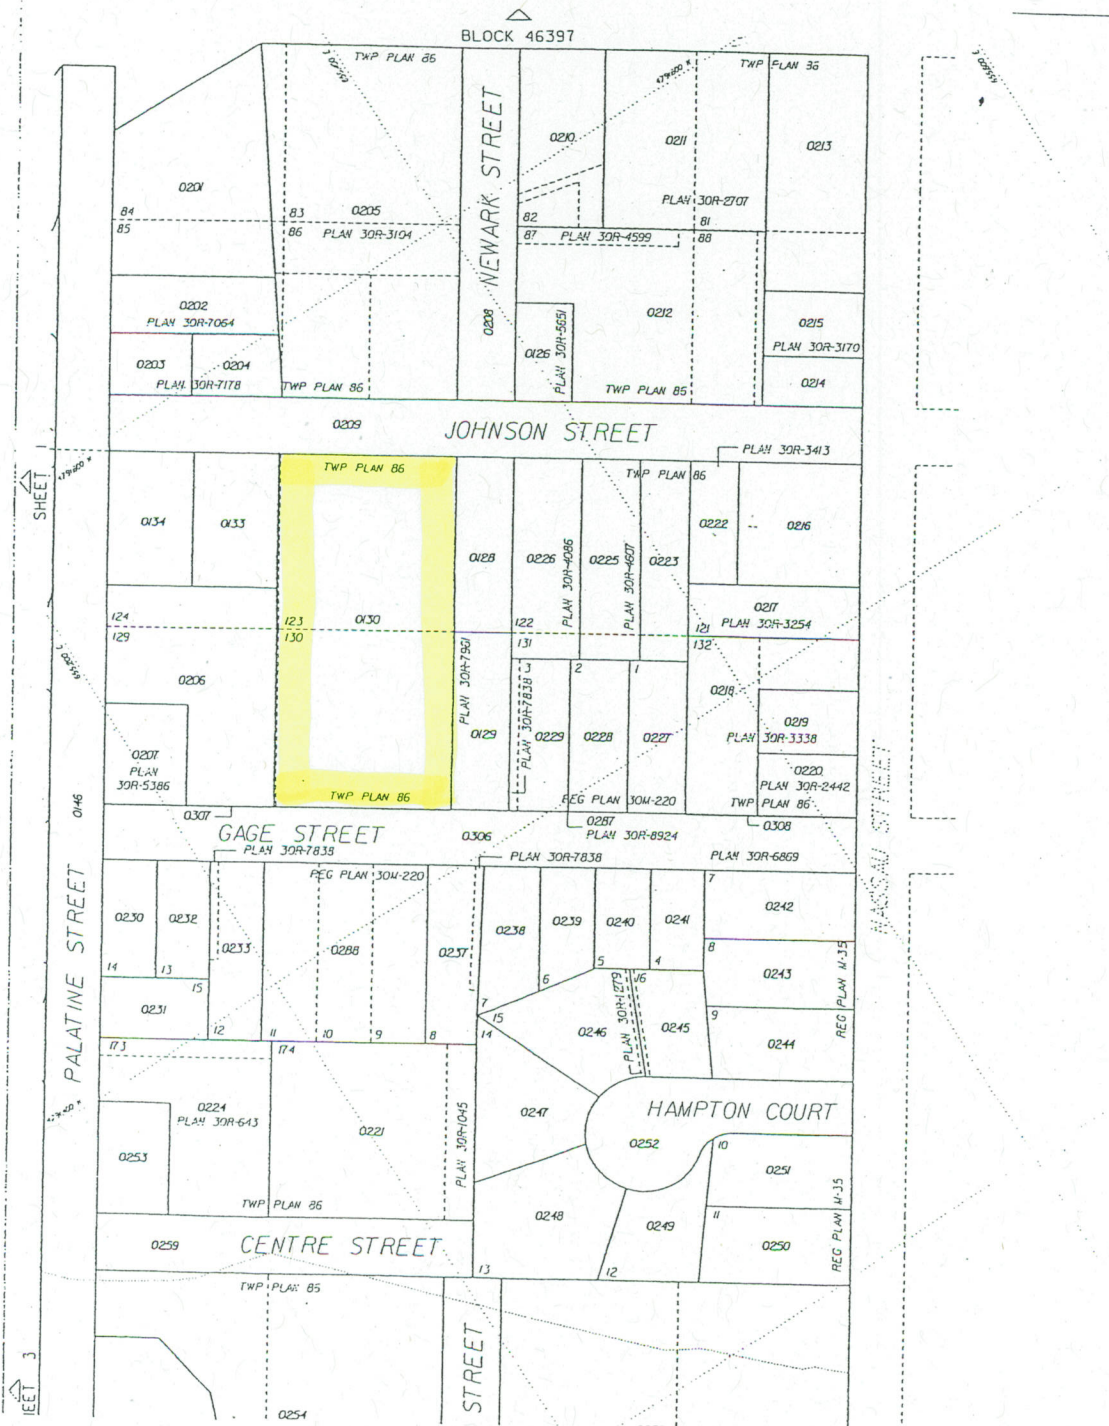 BLOCK 46397
TWP PLAN 86
TWP PLAN 36
NEWARK STREET
0210
0211
0213
0201
0205
PLAN 30R-2707
84
83
82
81
85
86
PLAN 30R-3104
87
PLAN 30R-4599
88
0202
PLAN 30R-7064
0208
0126
PLAN 30R-5651
0212
0215
PLAN 30R-3170
0203
0204
PLAN 30R-7178
TWP PLAN 86
TWP PLAN 85
0214
0209
JOHNSON STREET
PLAN 30R-3413
SHEET 1
TWP PLAN 86
TWP PLAN 86
0134
0133
0128
0226
PLAN 30R-4086
0225
PLAN 30R-4607
0223
0222
0216
124
123
0130
122
121
0217
PLAN 30R-3254
129
130
131
132
0206
PLAN 30R-7961
3
2
1
PLAN 30R-7838
0218
0219
PLAN 30R-3338
0129
0229
0228
0227
0207
PLAN
30R-5386
0220
PLAN 30R-2442
0146
TWP PLAN 86
REG PLAN 30M-220
TWP PLAN 86
0307
GAGE STREET
0306
0287
PLAN 30R-8924
0308
NASSAU STREET
PLAN 30R-7838
PLAN 30R-7838
PLAN 30R-6869
REG PLAN 30M-220
7
PALATINE STREET
0230
0232
0233
0288
0237
0238
0239
0240
0241
0242
14
13
15
6
5
4
8
0231
0243
REG PLAN M-35
12
11
10
9
8
7
15
14
16
PLAN 30R-1279
0246
0245
9
0244
173
174
0224
PLAN 30R-643
0221
PLAN 30R-1045
0247
HAMPTON COURT
0253
0252
10
0251
REG PLAN M-35
TWP PLAN 86
0248
0249
11
0250
0259
CENTRE STREET
13
12
TWP PLAN 85
STREET
3
0254